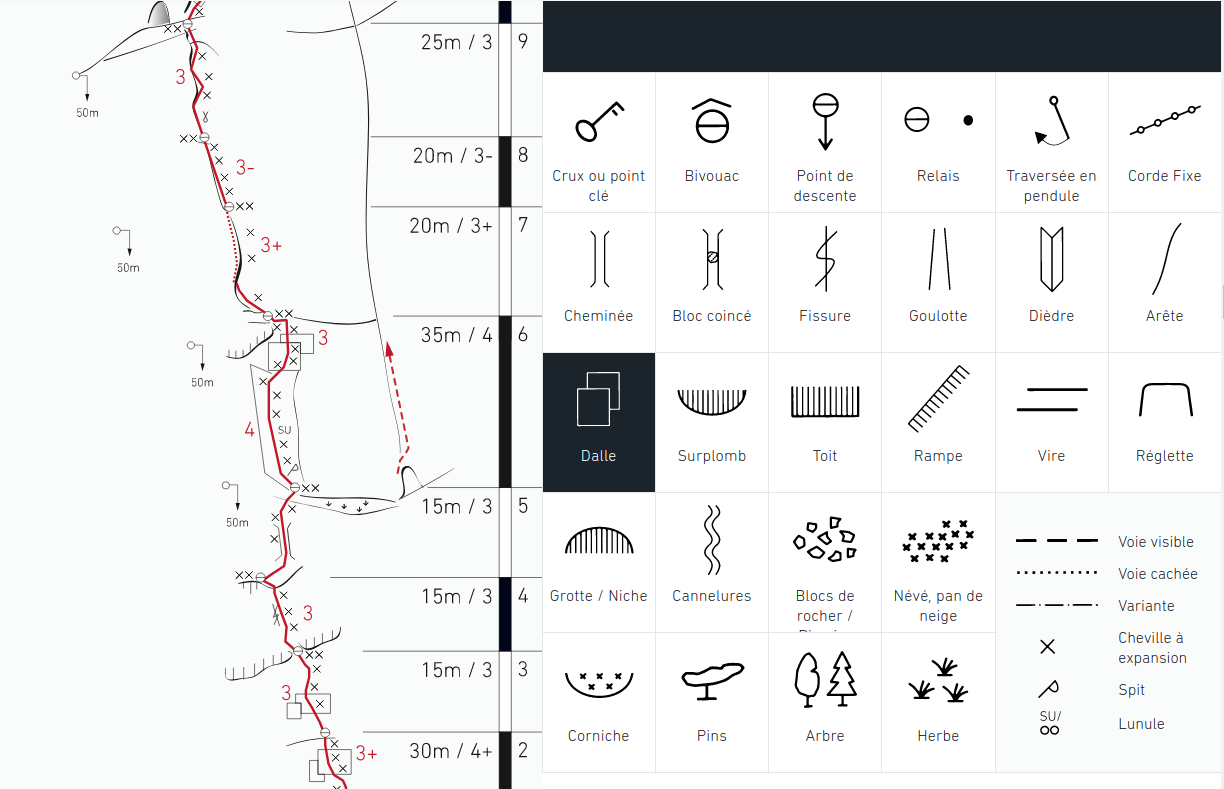 25m / 3 9
3
50m
20m / 3- 8
3-
20m / 3+ 7
3+
50m
35m / 4 6
3
50m
4
SU
15m / 3 5
50m
15m / 3 4
3
15m / 3 3
3
30m / 4+ 2
3+
Crux ou point
clé
Bivouac
Point de
descente
Relais
Traversée en
pendule
Corde Fixe
Cheminée
Bloc coincé
Fissure
Goulotte
Dièdre
Arête
Dalle
Surplomb
Toit
Rampe
Vire
Réglette
Grotte / Niche
Cannelures
Blocs de
rocher /
Névé, pan de
neige
Corniche
Pins
Arbre
Herbe
Voie visible
Voie cachée
Variante
Cheville à
expansion
Spit
SU/
Lunule